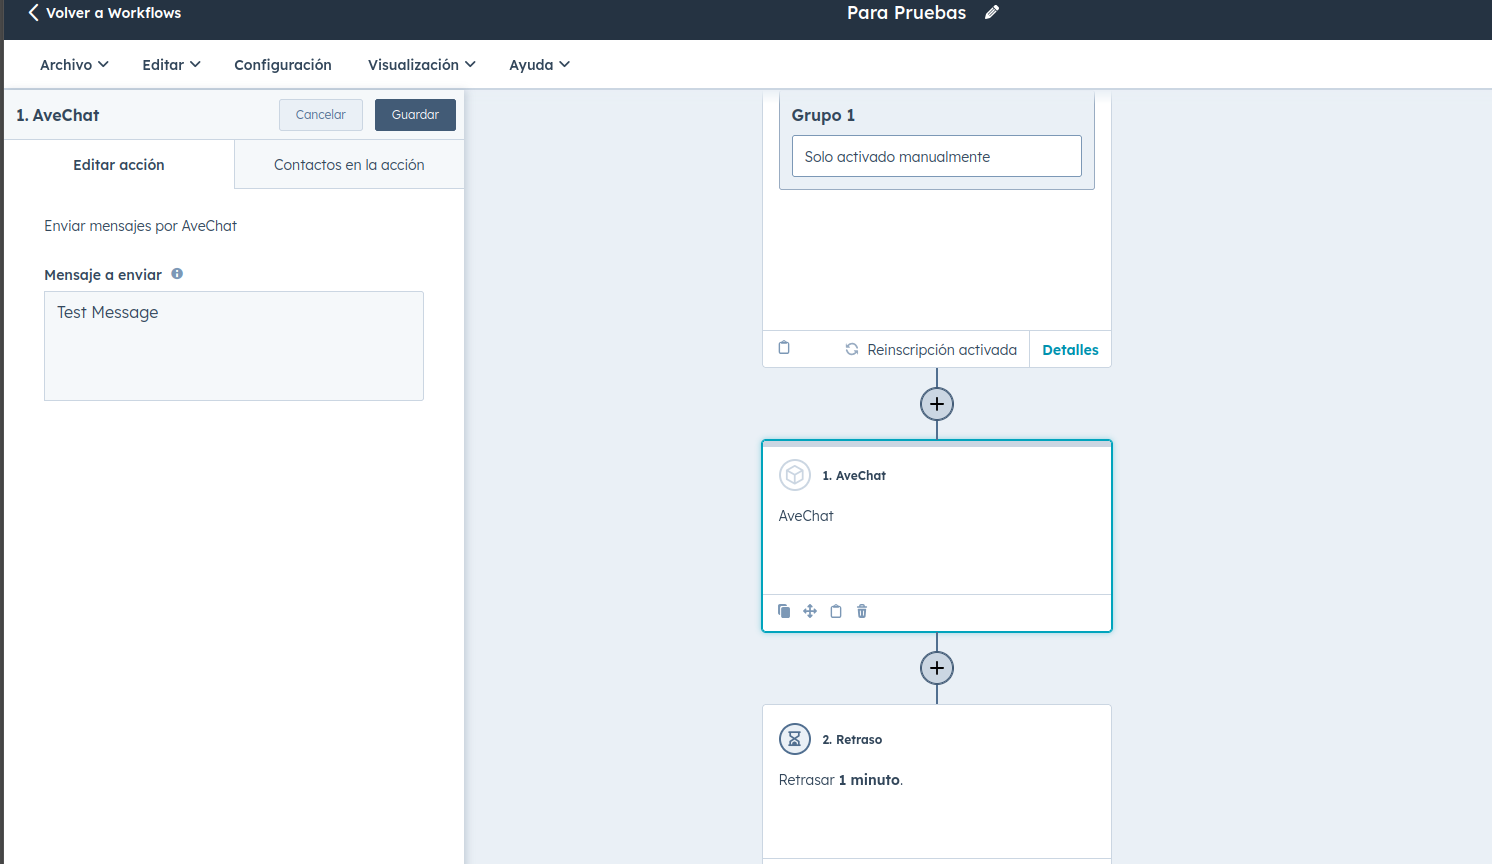 Volver a Workflows
Para Pruebas
Archivo
Editar
Configuración
Visualización
Ayuda
1. AveChat
Cancelar
Guardar
Editar acción
Contactos en la acción
Enviar mensajes por AveChat
Mensaje a enviar
Test Message
Grupo 1
Solo activado manualmente
Reinscripción activada
Detalles
1. AveChat
AveChat
2. Retraso
Retrasar 1 minuto.